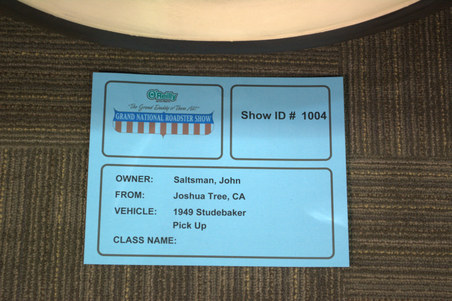 O'Reilly
"The Grand Daddy of Them All!"
GRAND NATIONAL ROADSTER SHOW
Show ID # 1004
OWNER: Saltsman, John
FROM: Joshua Tree, CA
VEHICLE: 1949 Studebaker
Pick Up
CLASS NAME: